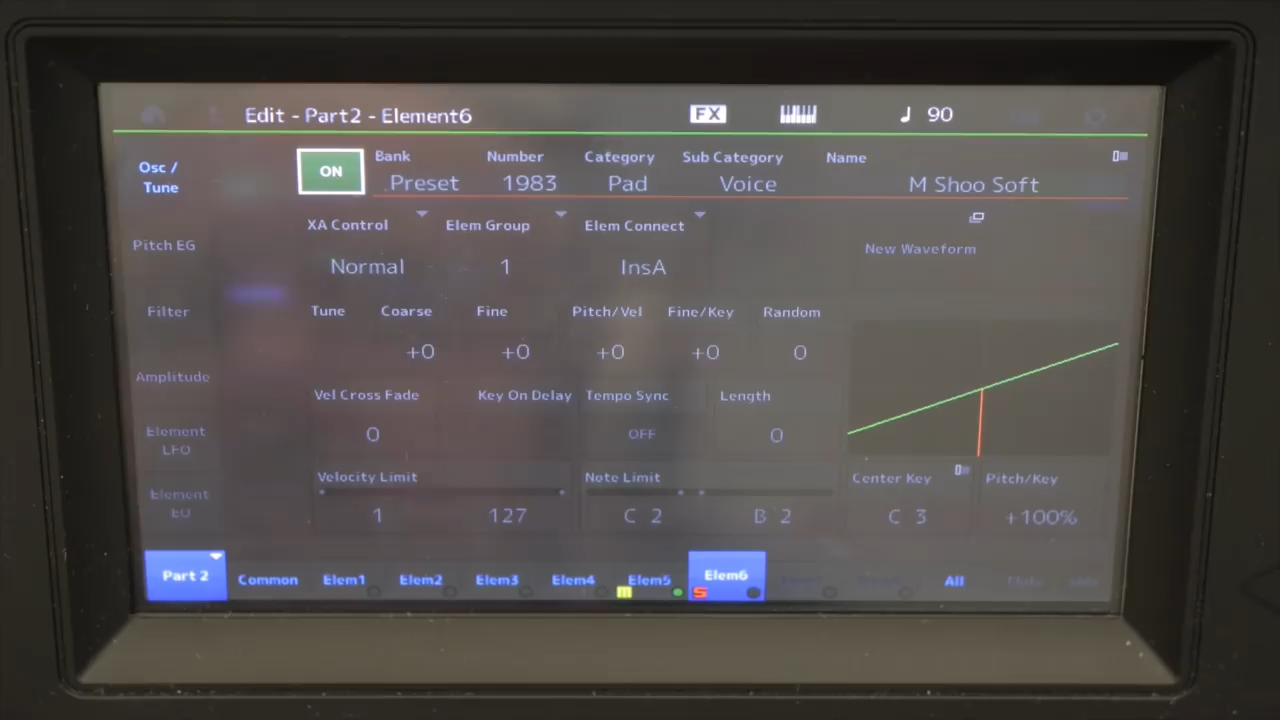 Edit - Part2 - Element6 FX ♩ 90
Osc / Tune
ON
Bank Number Category Sub Category Name
Preset 1983 Pad Voice M Shoo Soft
XA Control Elem Group Elem Connect
New Waveform
Pitch EG
Normal 1 InsA
Filter
Tune Coarse Fine Pitch/Vel Fine/Key Random
+0 +0 +0 +0 0
Amplitude
Vel Cross Fade Key On Delay Tempo Sync Length
0 OFF 0
Element LFO
Velocity Limit Note Limit Center Key Pitch/Key
Element EQ
1 127 C 2 B 2 C 3 +100%
Part 2 Common Elem1 Elem2 Elem3 Elem4 Elem5 Elem6 All
m S